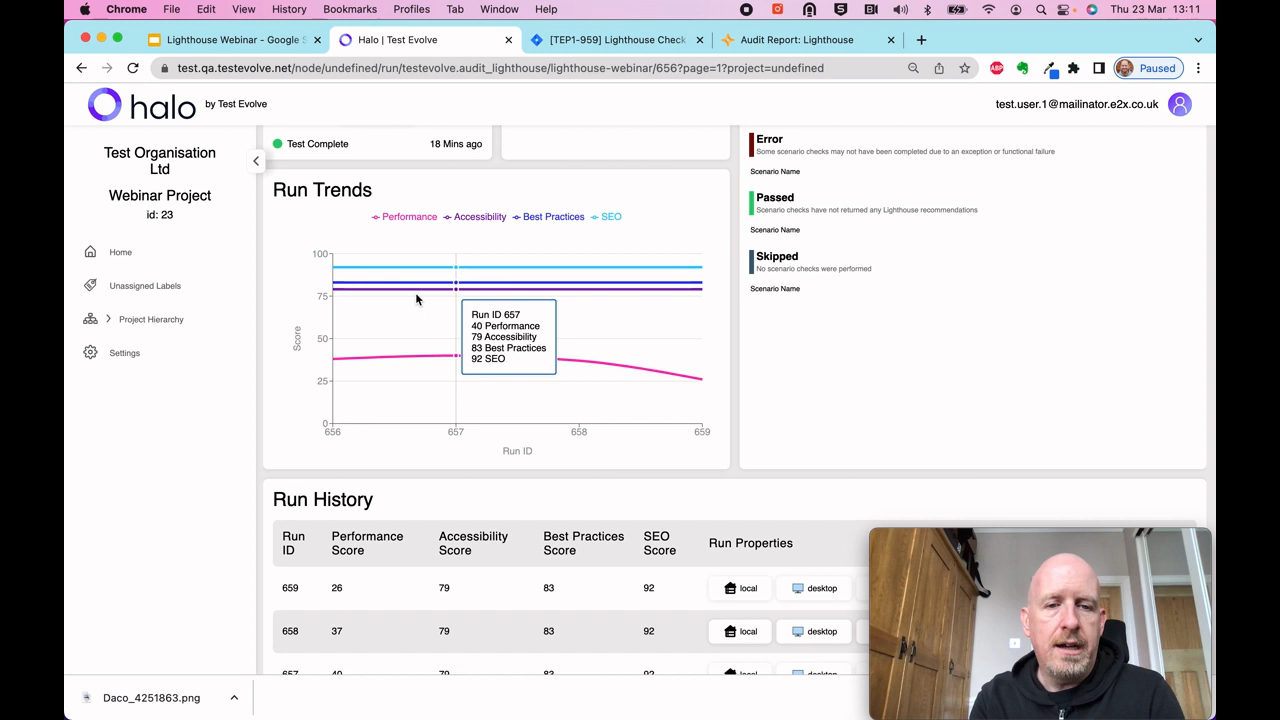 Chrome File Edit View History Bookmarks Profiles Tab Window Help Thu 23 Mar 13:11
Lighthouse Webinar - Google S
Halo | Test Evolve
[TEP1-959] Lighthouse Check
Audit Report: Lighthouse
test.qa.testevolve.net/node/undefined/run/testevolve.audit_lighthouse/lighthouse-webinar/656?page=1?project=undefined
ABP
Paused
halo by Test Evolve
test.user.1@mailinator.e2x.co.uk
Test Organisation
Ltd
Webinar Project
id: 23
Home
Unassigned Labels
Project Hierarchy
Settings
Test Complete 18 Mins ago
Run Trends
Performance Accessibility Best Practices SEO
100
75
50
25
0
Score
656 657 658 659
Run ID
Run ID 657
40 Performance
79 Accessibility
83 Best Practices
92 SEO
Error
Some scenario checks may not have been completed due to an exception or functional failure
Scenario Name
Passed
Scenario checks have not returned any Lighthouse recommendations
Scenario Name
Skipped
No scenario checks were performed
Scenario Name
Run History
Run ID Performance Score Accessibility Score Best Practices Score SEO Score Run Properties
659 26 79 83 92 local desktop
658 37 79 83 92 local desktop
Daco_4251863.png